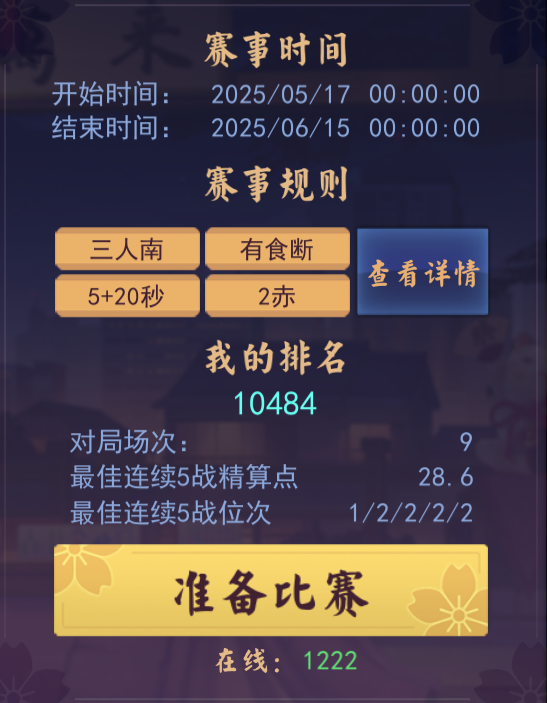 赛事时间
开始时间： 2025/05/17 00:00:00
结束时间： 2025/06/15 00:00:00
赛事规则
三人南 有食断
查看详情
5+20秒 2赤
我的排名
10484
对局场次： 9
最佳连续5战精算点 28.6
最佳连续5战位次 1/2/2/2/2
准备比赛
在线： 1222